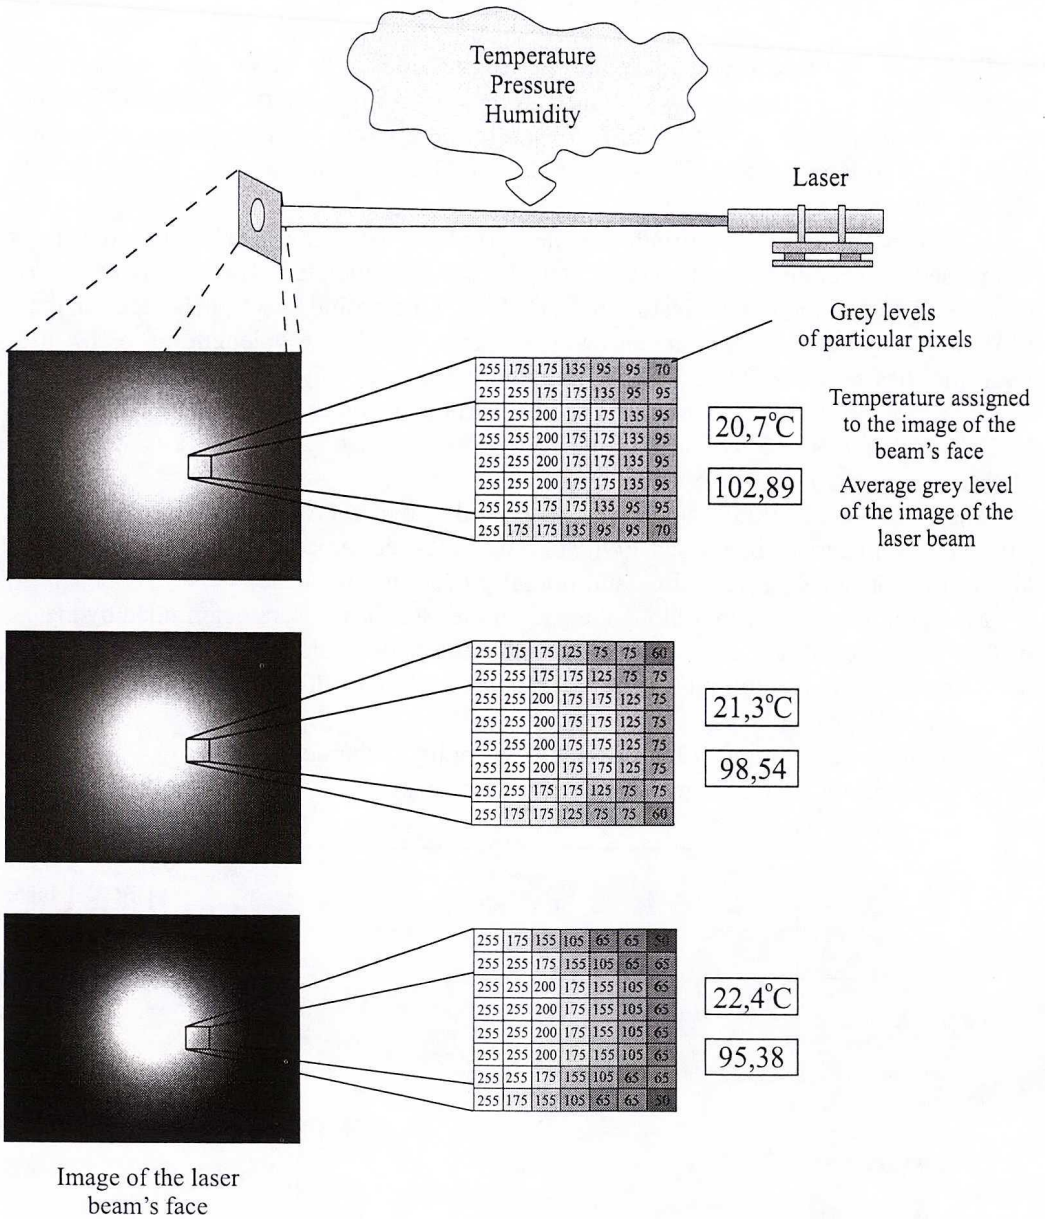 Temperature
Pressure
Humidity
Laser
Grey levels
of particular pixels
255 175 175 135 95 95 70
255 255 175 175 135 95 95
255 255 200 175 175 135 95
255 255 200 175 175 135 95
255 255 200 175 175 135 95
255 255 200 175 175 135 95
255 255 175 175 135 95 95
255 175 175 135 95 95 70
20,7°C
Temperature assigned
to the image of the
beam's face
102,89
Average grey level
of the image of the
laser beam
255 175 175 125 75 75 60
255 255 175 175 125 75 75
255 255 200 175 175 125 75
255 255 200 175 175 125 75
255 255 200 175 175 125 75
255 255 200 175 175 125 75
255 255 175 175 125 75 75
255 175 175 125 75 75 60
21,3°C
98,54
255 175 155 105 65 65 50
255 255 175 155 105 65 65
255 255 200 175 155 105 65
255 255 200 175 155 105 65
255 255 200 175 155 105 65
255 255 200 175 155 105 65
255 255 175 155 105 65 65
255 175 155 105 65 65 50
22,4°C
95,38
Image of the laser
beam's face